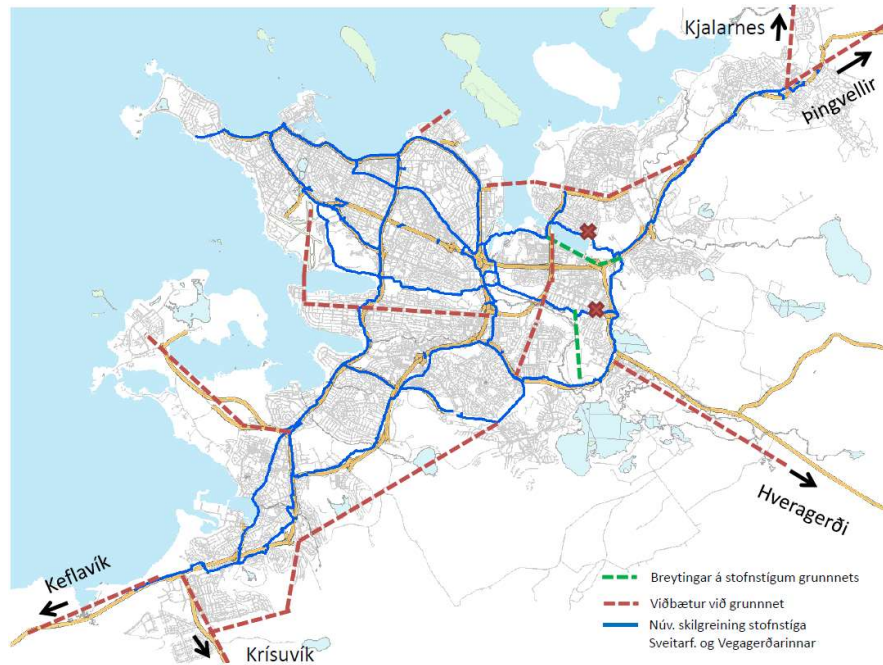 Kjalarnes
Þingvellir
Hveragerði
Keflavík
Krísuvík
Breytingar á stofnstígum grunnnets
Viðbætur við grunnnet
Núv. skilgreining stofnstíga
Sveitarf. og Vegagerðarinnar